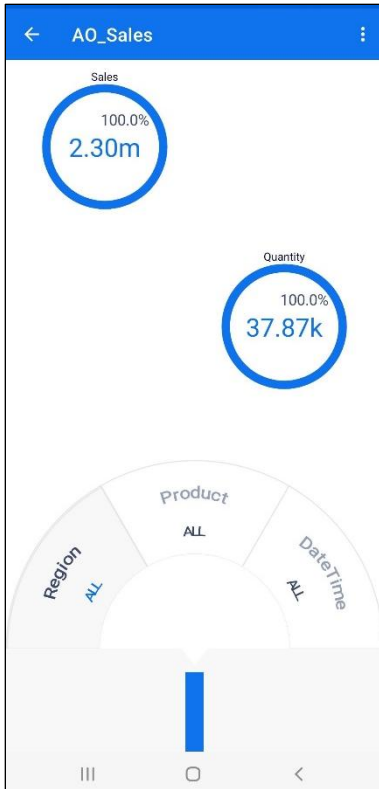 AO_Sales
Sales
100.0%
2.30m
Quantity
100.0%
37.87k
Region
ALL
Product
ALL
DateTime
ALL